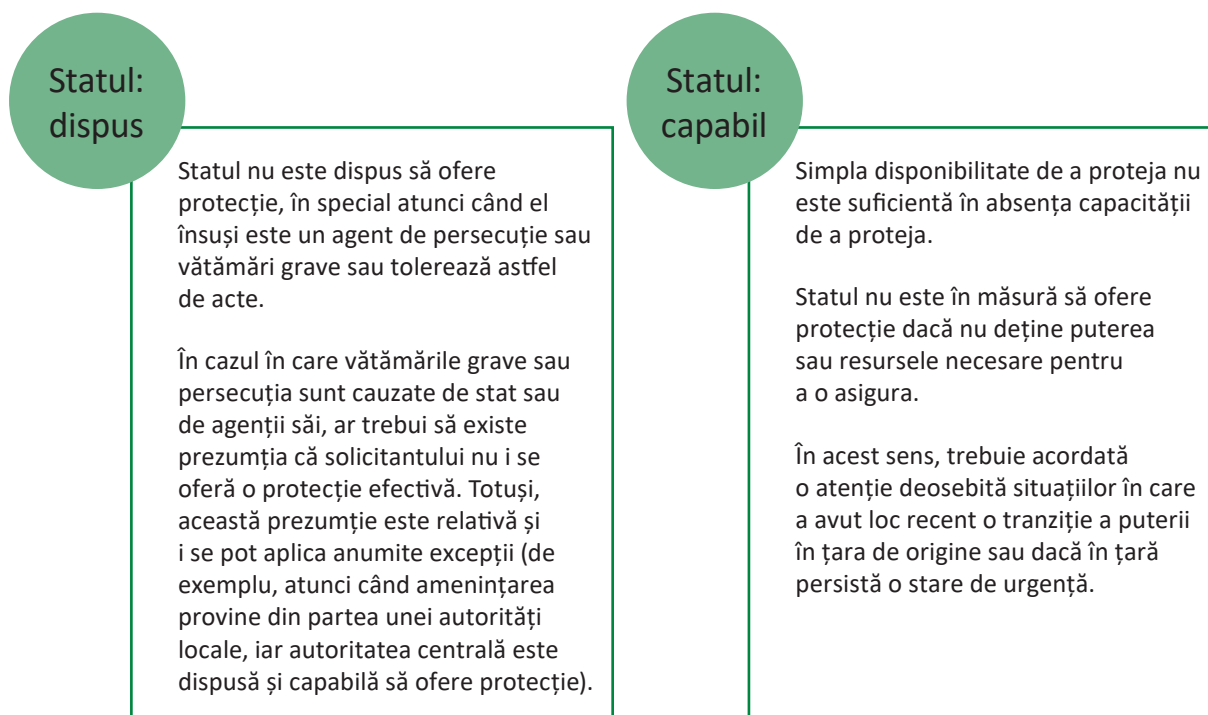 Statul:
dispus
Statul nu este dispus să ofere
protecție, în special atunci când el
însuși este un agent de persecuție sau
vătămări grave sau tolerează astfel
de acte.
În cazul în care vătămările grave sau
persecuția sunt cauzate de stat sau
de agenții săi, ar trebui să existe
prezumția că solicitantului nu i se
oferă o protecție efectivă. Totuși,
această prezumție este relativă și
i se pot aplica anumite excepții (de
exemplu, atunci când amenințarea
provine din partea unei autorități
locale, iar autoritatea centrală este
dispusă și capabilă să ofere protecție).
Statul:
capabil
Simpla disponibilitate de a proteja nu
este suficientă în absența capacității
de a proteja.
Statul nu este în măsură să ofere
protecție dacă nu deține puterea
sau resursele necesare pentru
a o asigura.
În acest sens, trebuie acordată
o atenție deosebită situațiilor în care
a avut loc recent o tranziție a puterii
în țara de origine sau dacă în țară
persistă o stare de urgență.